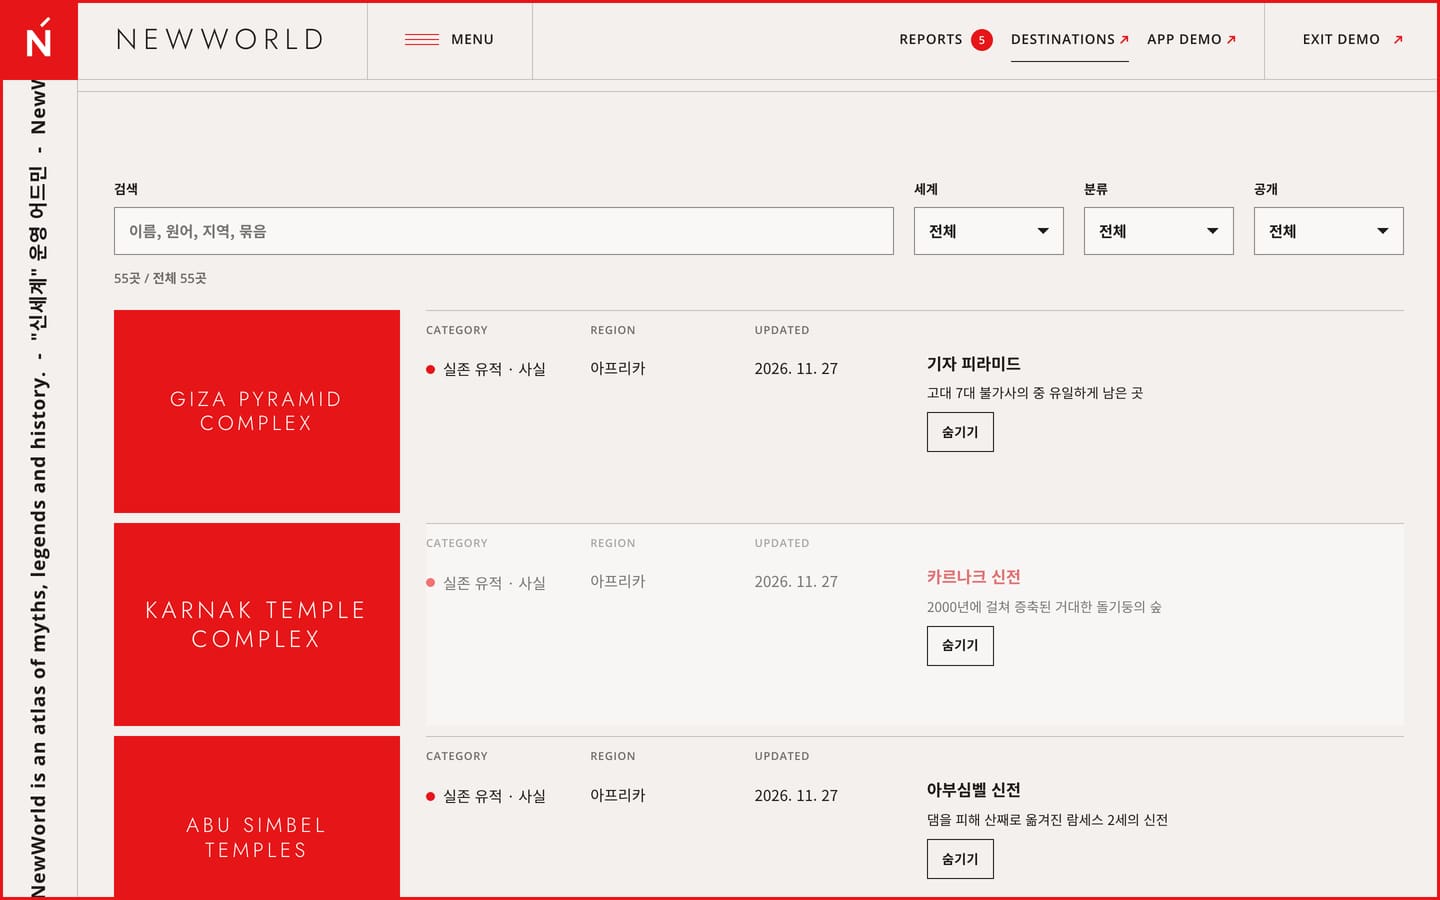 Ń
NEWWORLD
MENU
REPORTS 5
DESTINATIONS
APP DEMO
EXIT DEMO
NewWorld is an atlas of myths, legends and history. - "신세계" 운영 어드민 - NewW
검색
이름, 원어, 지역, 묶음
세계
전체
분류
전체
공개
전체
55곳 / 전체 55곳
GIZA PYRAMID
COMPLEX
CATEGORY
실존 유적 · 사실
REGION
아프리카
UPDATED
2026. 11. 27
기자 피라미드
고대 7대 불가사의 중 유일하게 남은 곳
숨기기
KARNAK TEMPLE
COMPLEX
CATEGORY
실존 유적 · 사실
REGION
아프리카
UPDATED
2026. 11. 27
카르나크 신전
2000년에 걸쳐 증축된 거대한 돌기둥의 숲
숨기기
ABU SIMBEL
TEMPLES
CATEGORY
실존 유적 · 사실
REGION
아프리카
UPDATED
2026. 11. 27
아부심벨 신전
댐을 피해 산째로 옮겨진 람세스 2세의 신전
숨기기